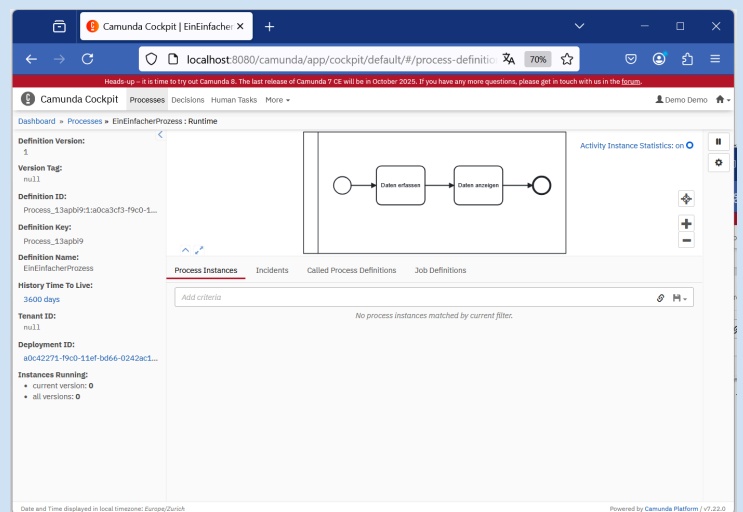 Camunda Cockpit | EinEinfacher
localhost:8080/camunda/app/cockpit/default/#/process-definitio
70%
Heads-up – it is time to try out Camunda 8. The last release of Camunda 7 CE will be in October 2025. If you have any more questions, please get in touch with us in the forum.
Camunda Cockpit Processes Decisions Human Tasks More Demo Demo
Dashboard » Processes » EinEinfacherProzess : Runtime
Definition Version:
1
Version Tag:
null
Definition ID:
Process_13apbi9:1:a0ca3cf3-f9c0-1...
Definition Key:
Process_13apbi9
Definition Name:
EinEinfacherProzess
History Time To Live:
3600 days
Tenant ID:
null
Deployment ID:
a0c42271-f9c0-11ef-bd66-0242ac1...
Instances Running:
current version: 0
all versions: 0
Daten erfassen
Daten anzeigen
Activity Instance Statistics: on
Process Instances Incidents Called Process Definitions Job Definitions
Add criteria
No process instances matched by current filter.
Date and Time displayed in local timezone: Europe/Zurich
Powered by Camunda Platform / v7.22.0